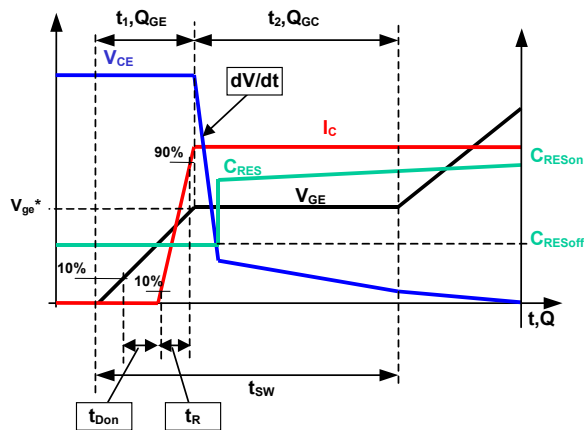 t1,QGE
t2,QGC
VCE
dV/dt
IC
90%
CRES
CRESon
Vge*
VGE
CRESoff
10%
10%
t,Q
tSW
tDon
tR